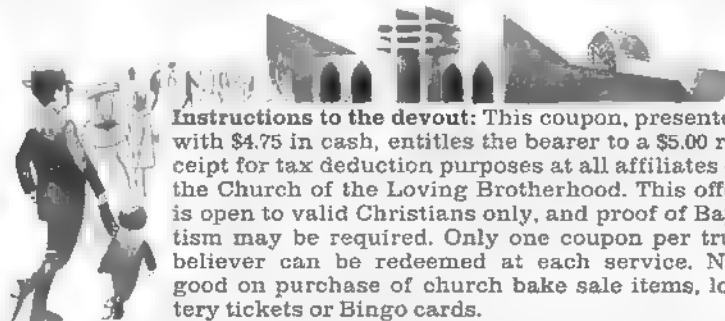 Instructions to the devout: This coupon, presente
with $4.75 in cash, entitles the bearer to a $5.00 r
ceipt for tax deduction purposes at all affiliates
the Church of the Loving Brotherhood. This off
is open to valid Christians only, and proof of Ba
tism may be required. Only one coupon per tru
believer can be redeemed at each service. N
good on purchase of church bake sale items, lo
tery tickets or Bingo cards.